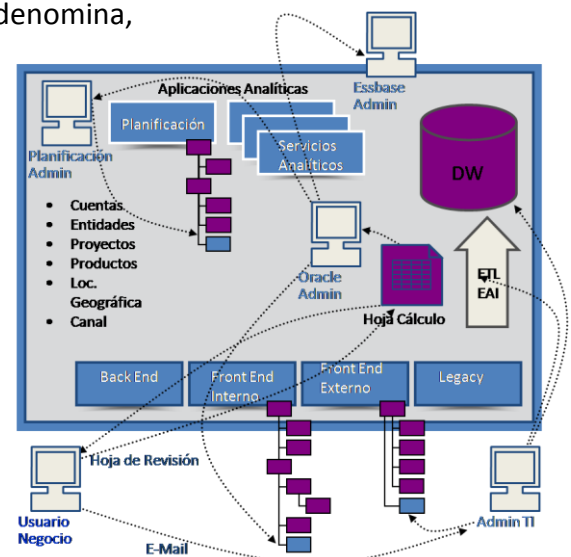 denomina,
Aplicaciones Analíticas
Essbase
Admin
Planificación
Servicios
Analíticos
DW
Planificación
Admin
• Cuentas
• Entidades
• Proyectos
• Productos
• Loc.
Geográfica
• Canal
Oracle
Admin
Hoja Cálculo
ETL
EAI
Back End
Front End
Interno
Front End
Externo
Legacy
Hoja de Revisión
Usuario
Negocio
E-Mail
Admin TI